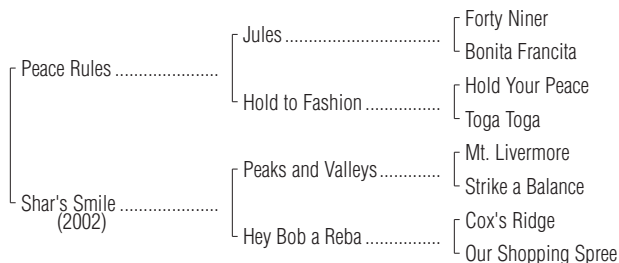 Forty Niner
Jules ..................................
Bonita Francita
Peace Rules ......................
Hold Your Peace
Hold to Fashion ................
Toga Toga
Mt. Livermore
Peaks and Valleys.............
Strike a Balance
Shar's Smile .....................
(2002)
Cox's Ridge
Hey Bob a Reba ................
Our Shopping Spree